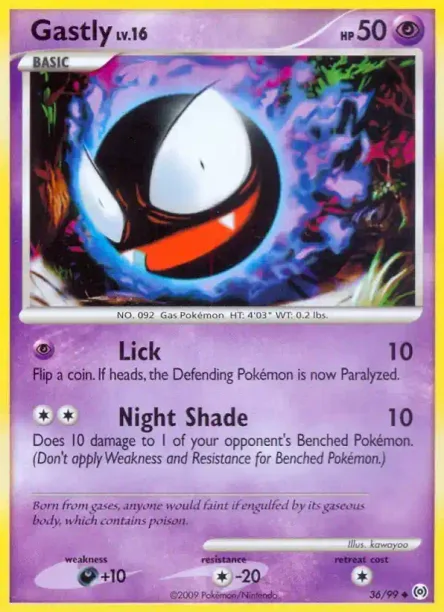 Gastly LV.16 HP 50
BASIC
NO. 092 Gas Pokémon HT: 4'03" WT: 0.2 lbs.
Lick 10
Flip a coin. If heads, the Defending Pokémon is now Paralyzed.
Night Shade 10
Does 10 damage to 1 of your opponent's Benched Pokémon.
(Don't apply Weakness and Resistance for Benched Pokémon.)
Born from gases, anyone would faint if engulfed by its gaseous
body, which contains poison.
Illus. kawayoo
weakness resistance retreat cost
+10 -20
©2009 Pokémon/Nintendo 36/99